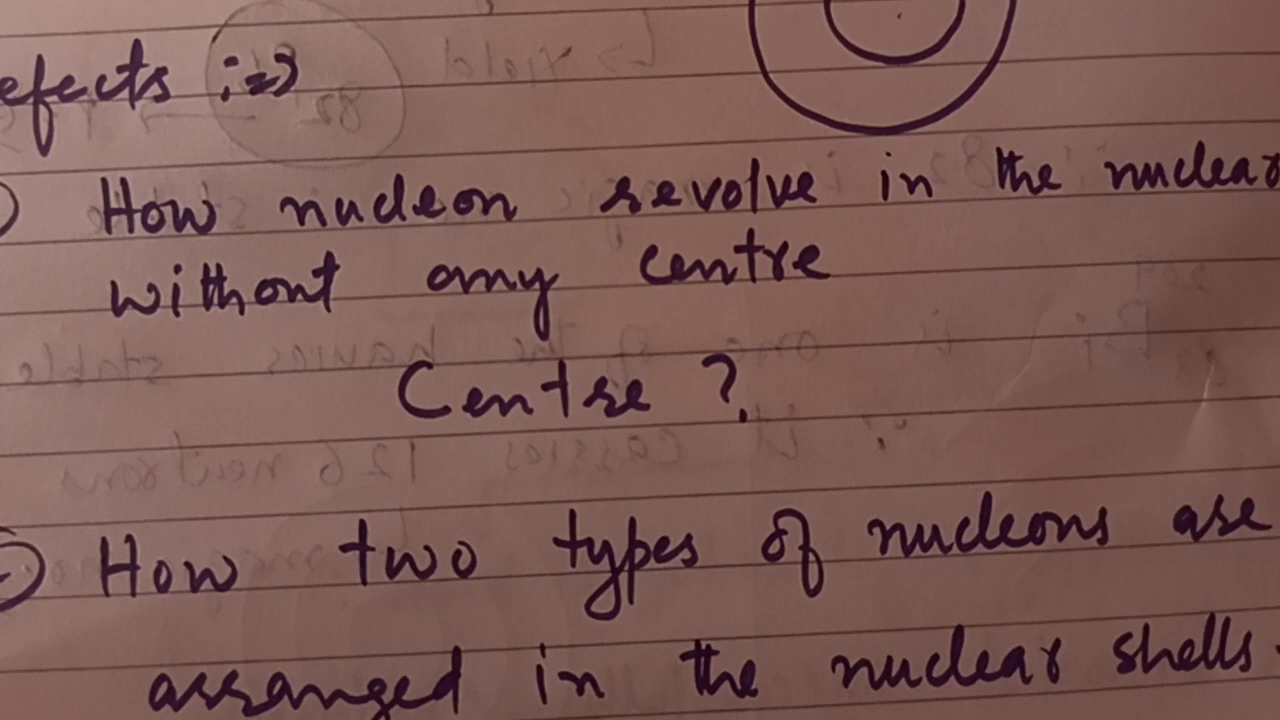 efects :=>
How nucleon revolve in the nuclear
without any centre
Centre ?
How two types of nucleons are
arranged in the nuclear shells.